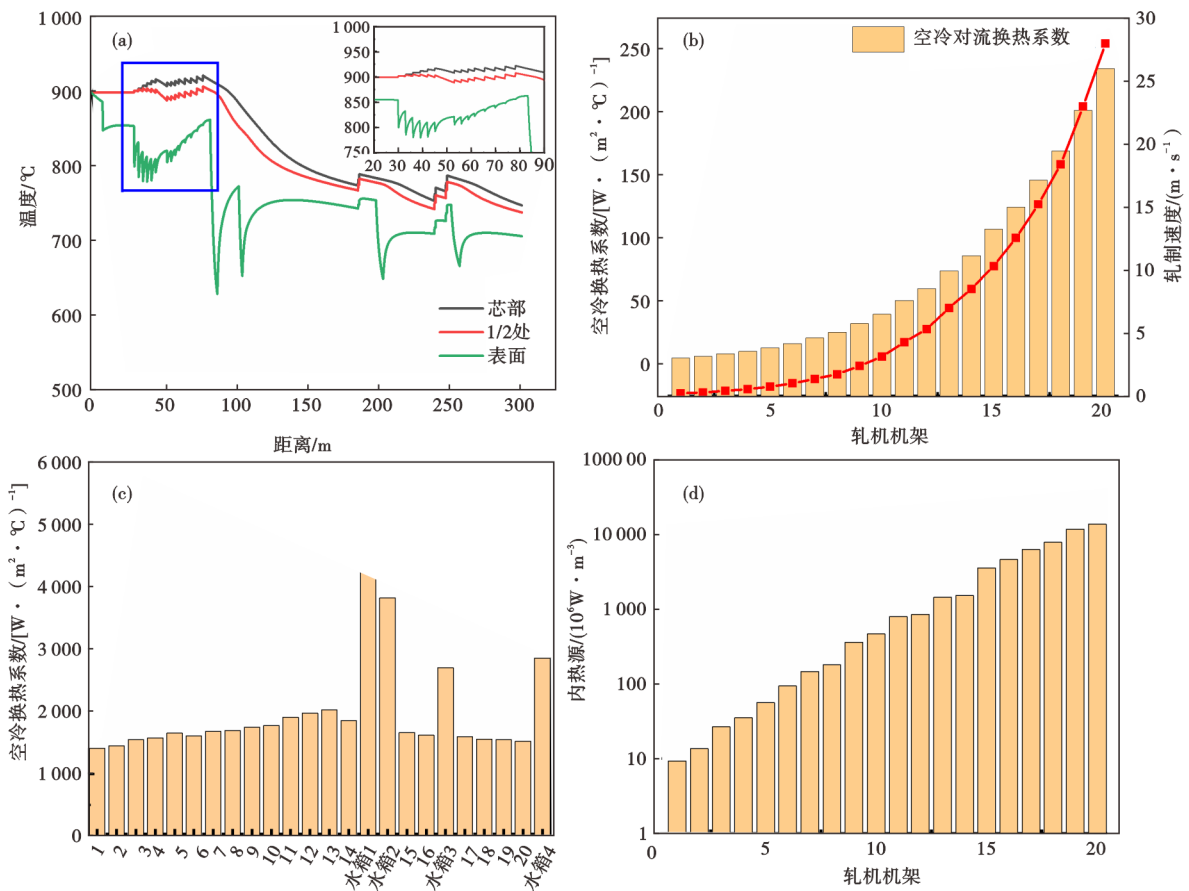 (a)
1 000
900
800
700
600
500
温度/℃
0
50
100
150
200
250
300
距离/m
芯部
1/2处
表面
1 000
950
900
850
800
750
20 30 40 50 60 70 80 90
(b)
空冷对流换热系数
250
200
150
100
50
0
空冷换热系数/[W·(m²·℃)⁻¹]
30
25
20
15
10
5
0
轧制速度/(m·s⁻¹)
0 5 10 15 20
轧机机架
(c)
6 000
5 000
4 000
3 000
2 000
1 000
0
空冷换热系数/[W·(m²·℃)⁻¹]
1 2 3 4 5 6 7 8 9 10 11 12 13 14 水箱1 水箱2 15 16 水箱3 17 18 19 20 水箱4
(d)
1000 00
10 000
1 000
100
10
1
内热源/(10⁶W·m⁻³)
0 5 10 15 20
轧机机架